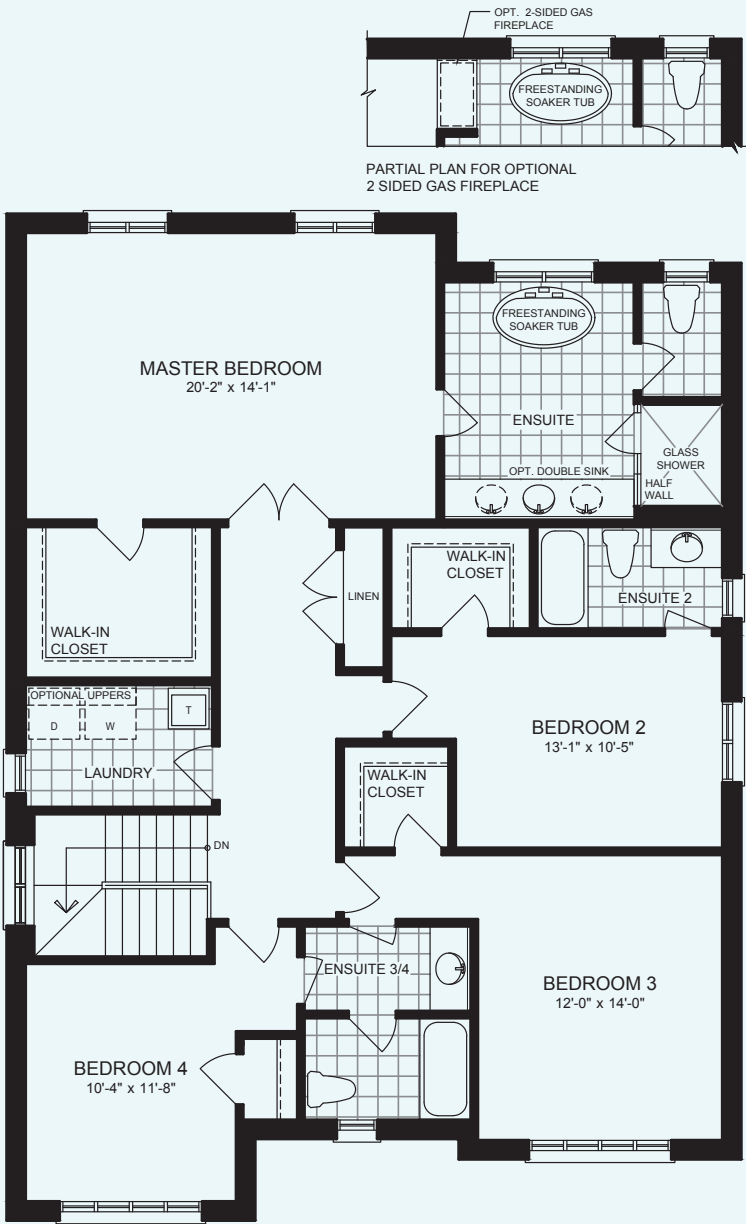 OPT. 2-SIDED GAS
FIREPLACE
FREESTANDING
SOAKER TUB
PARTIAL PLAN FOR OPTIONAL
2 SIDED GAS FIREPLACE
MASTER BEDROOM
20'-2" x 14'-1"
FREESTANDING
SOAKER TUB
ENSUITE
OPT. DOUBLE SINK
GLASS
SHOWER
HALF
WALL
WALK-IN
CLOSET
LINEN
WALK-IN
CLOSET
ENSUITE 2
OPTIONAL UPPERS
D
W
T
LAUNDRY
BEDROOM 2
13'-1" x 10'-5"
WALK-IN
CLOSET
DN
ENSUITE 3/4
BEDROOM 3
12'-0" x 14'-0"
BEDROOM 4
10'-4" x 11'-8"